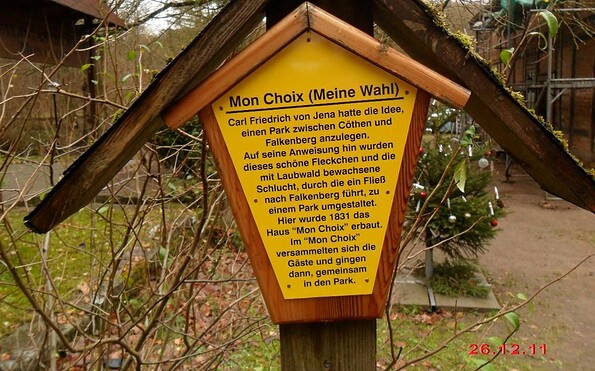 Mon Choix (Meine Wahl)
Carl Friedrich von Jena hatte die Idee,
einen Park zwischen Cöthen und
Falkenberg anzulegen.
Auf seine Anweisung hin wurden
dieses schöne Fleckchen und die
mit Laubwald bewachsene
Schlucht, durch die ein Fließ
nach Falkenberg führt, zu
einem Park umgestaltet.
Hier wurde 1831 das
Haus "Mon Choix" erbaut.
Im "Mon Choix"
versammelten sich die
Gäste und gingen
dann, gemeinsam
in den Park.
26.12.11